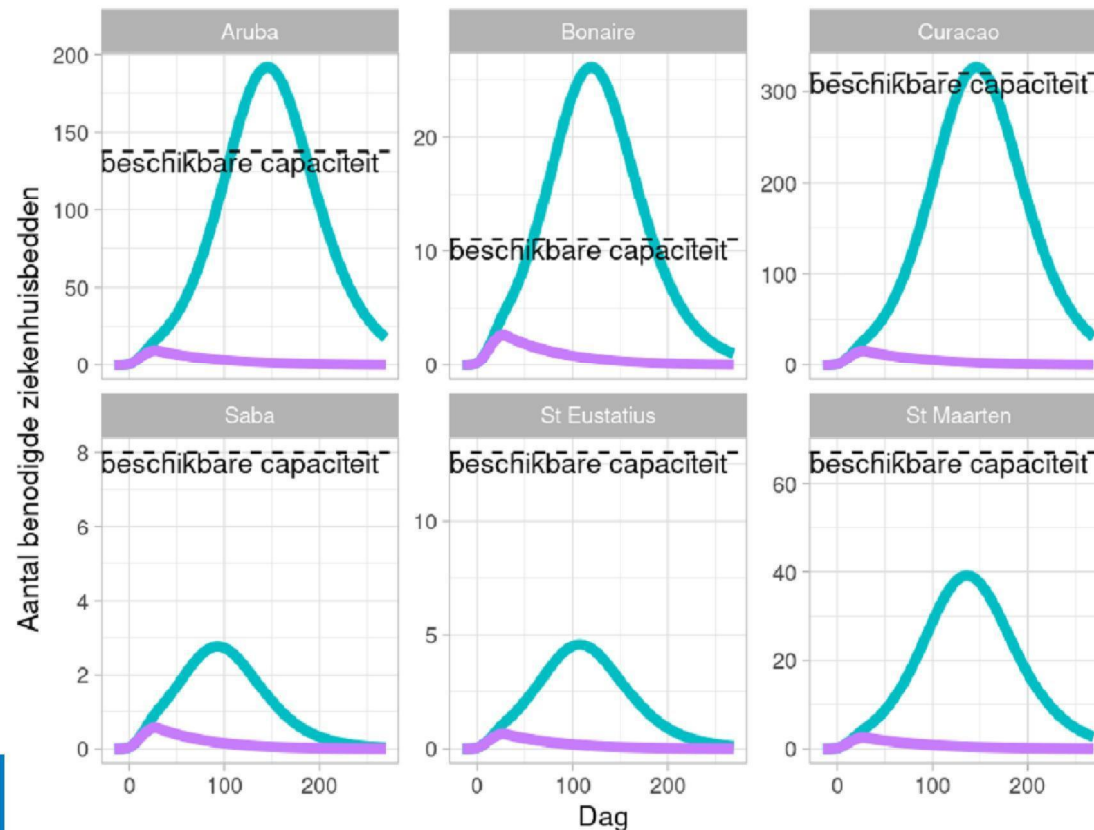 Aruba
Bonaire
Curacao
200
150
100
50
0
beschikbare capaciteit
20
10
0
beschikbare capaciteit
300
200
100
0
beschikbare capaciteit
Aantal benodigde ziekenhuisbedden
Saba
St Eustatius
St Maarten
8
6
4
2
0
beschikbare capaciteit
10
5
0
beschikbare capaciteit
60
40
20
0
beschikbare capaciteit
0 100 200
0 100 200
0 100 200
Dag